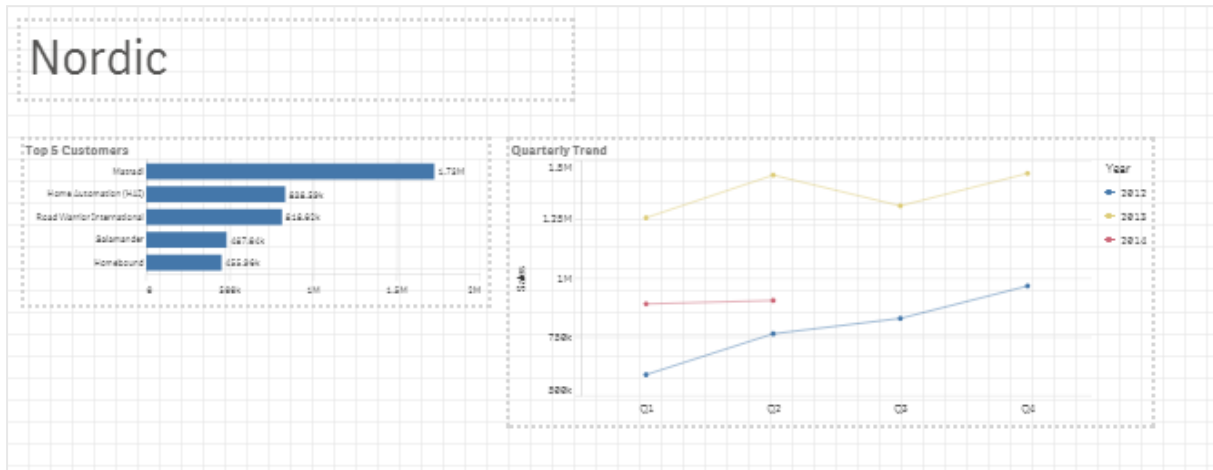 Nordic
Top 5 Customers
Matradi 1.73M
Home Automation (HAI)
Road Warrior International
Salamander
Homebound
0 500k 1M 1.5M 2M
Quarterly Trend
1.5M
1.25M
1M
750k
500k
Sales
Q1 Q2 Q3 Q4
Year
2012
2013
2014